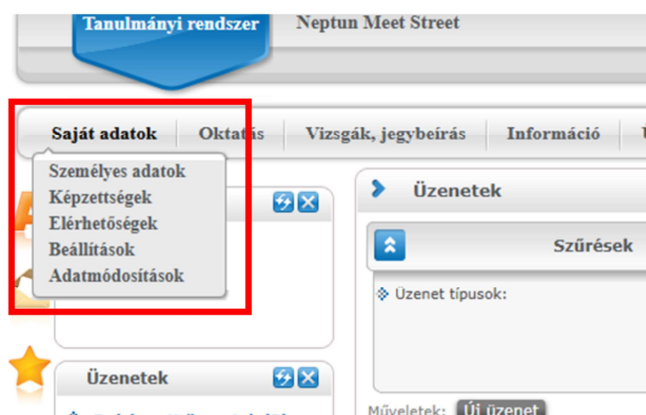 Tanulmányi rendszer Neptun Meet Street
Saját adatok Oktatás Vizsgák, jegybeírás Információ
Személyes adatok
Képzettségek
Elérhetőségek
Beállítások
Adatmódosítások
Üzenetek
Szűrések
Üzenet típusok:
Üzenetek
Műveletek: Új üzenet